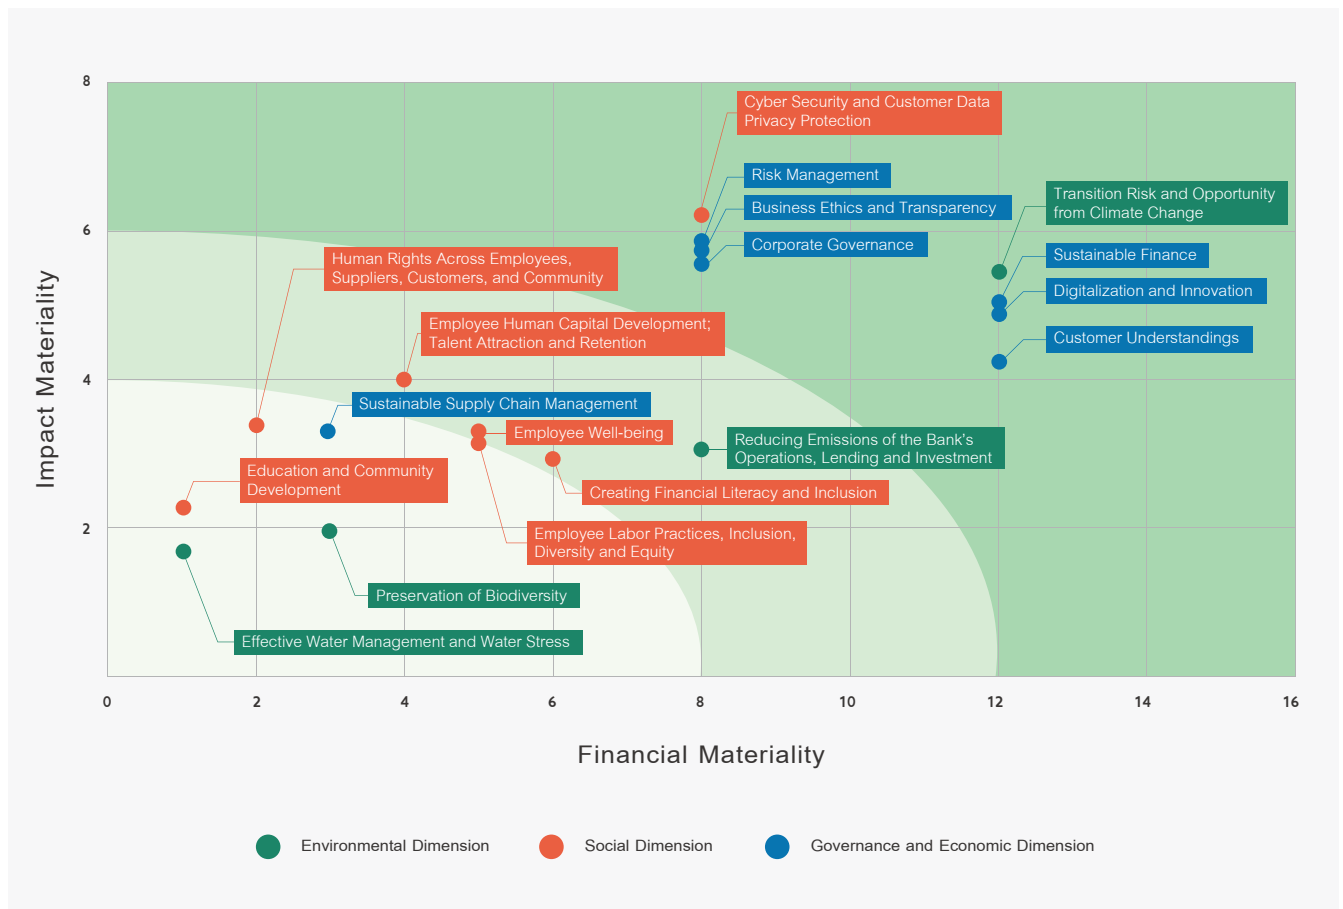 8
Cyber Security and Customer Data
Privacy Protection
Risk Management
Transition Risk and Opportunity
from Climate Change
Business Ethics and Transparency
6
Corporate Governance
Human Rights Across Employees,
Suppliers, Customers, and Community
Sustainable Finance
Digitalization and Innovation
Employee Human Capital Development;
Talent Attraction and Retention
Customer Understandings
Impact Materiality
4
Sustainable Supply Chain Management
Employee Well-being
Reducing Emissions of the Bank's
Operations, Lending and Investment
Education and Community
Development
Creating Financial Literacy and Inclusion
2
Employee Labor Practices, Inclusion,
Diversity and Equity
Preservation of Biodiversity
Effective Water Management and Water Stress
0 2 4 6 8 10 12 14 16
Financial Materiality
Environmental Dimension
Social Dimension
Governance and Economic Dimension